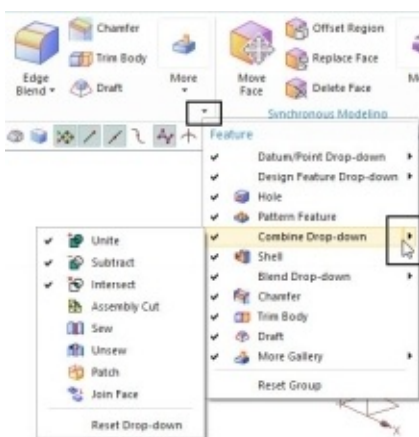 Chamfer
Trim Body
Draft
Edge
Blend
More
Move
Face
Offset Region
Replace Face
Delete Face
Synchronous Modeling
Feature
Datum/Point Drop-down
Design Feature Drop-down
Hole
Pattern Feature
Combine Drop-down
Shell
Blend Drop-down
Chamfer
Trim Body
Draft
More Gallery
Reset Group
Unite
Subtract
Intersect
Assembly Cut
Sew
Unsew
Patch
Join Face
Reset Drop-down
X